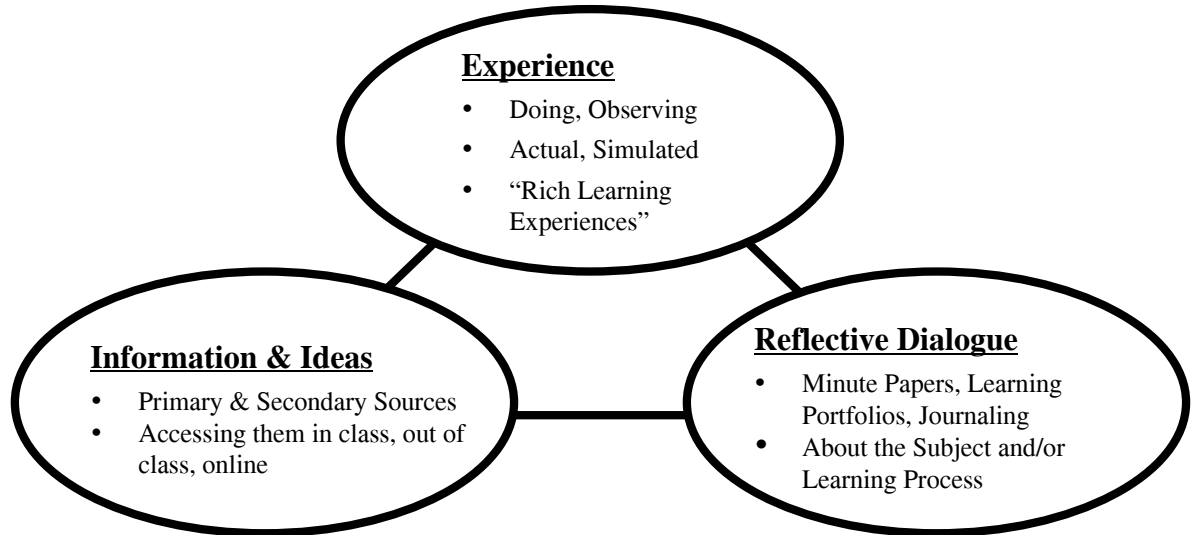 Experience
• Doing, Observing
• Actual, Simulated
• “Rich Learning
Experiences”
Information & Ideas
• Primary & Secondary Sources
• Accessing them in class, out of
class, online
Reflective Dialogue
• Minute Papers, Learning
Portfolios, Journaling
• About the Subject and/or
Learning Process